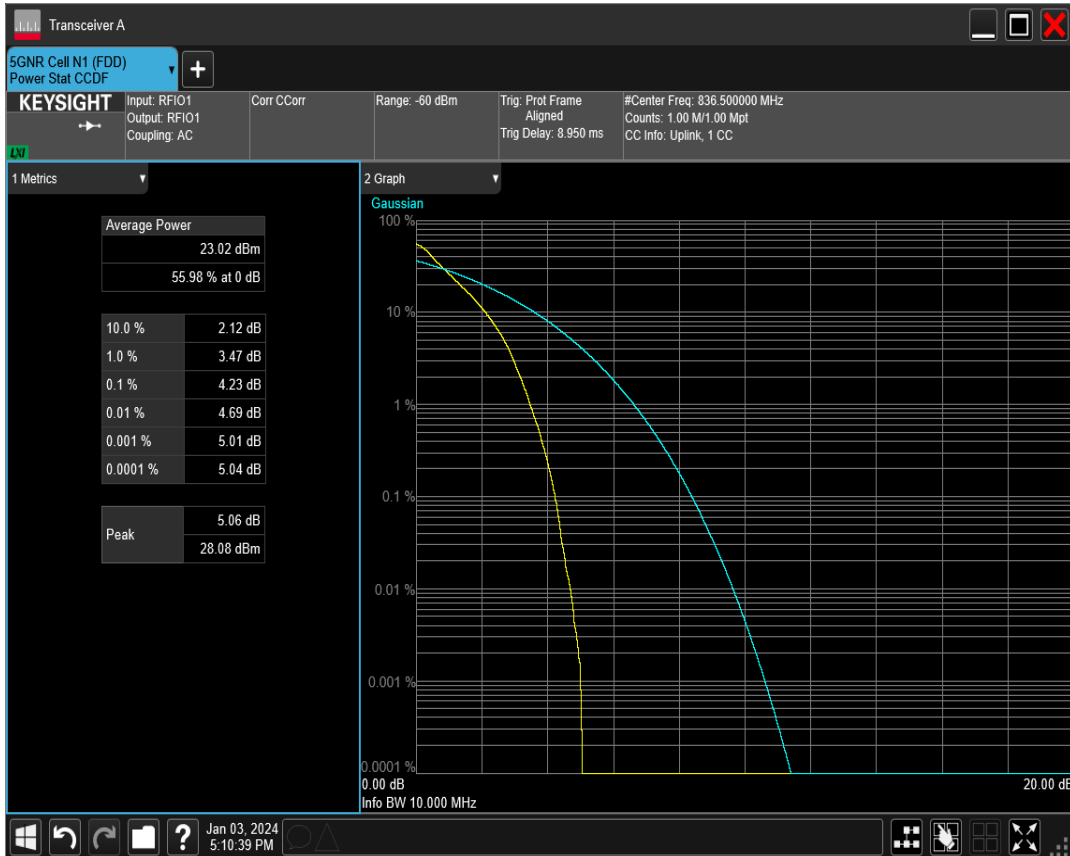 Transceiver A
5GNR Cell N1 (FDD)
Power Stat CCDF
+
KEYSIGHT
LXI
Input: RFIO1
Output: RFIO1
Coupling: AC
Corr CCorr
Range: -60 dBm
Trig: Prot Frame
Aligned
Trig Delay: 8.950 ms
#Center Freq: 836.500000 MHz
Counts: 1.00 M/1.00 Mpt
CC Info: Uplink, 1 CC
1 Metrics
Average Power
23.02 dBm
55.98 % at 0 dB
10.0 % 2.12 dB
1.0 % 3.47 dB
0.1 % 4.23 dB
0.01 % 4.69 dB
0.001 % 5.01 dB
0.0001 % 5.04 dB
Peak
5.06 dB
28.08 dBm
2 Graph
Gaussian
100 %
10 %
1 %
0.1 %
0.01 %
0.001 %
0.0001 %
0.00 dB 20.00 dB
Info BW 10.000 MHz
?
Jan 03, 2024
5:10:39 PM